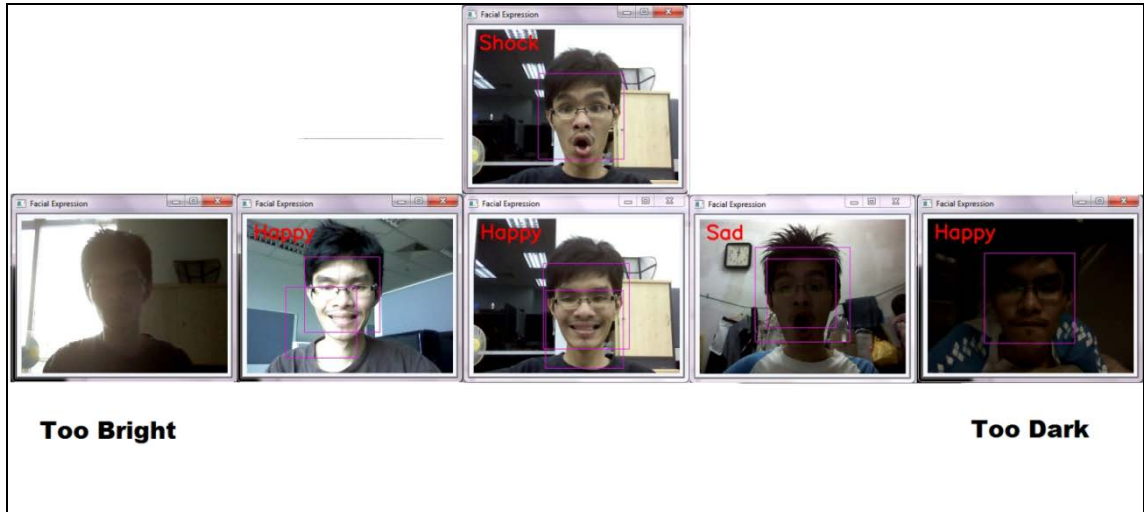 Facial Expression
Shock
Facial Expression
Facial Expression
Happy
Facial Expression
Happy
Facial Expression
Sad
Facial Expression
Happy
Too Bright
Too Dark